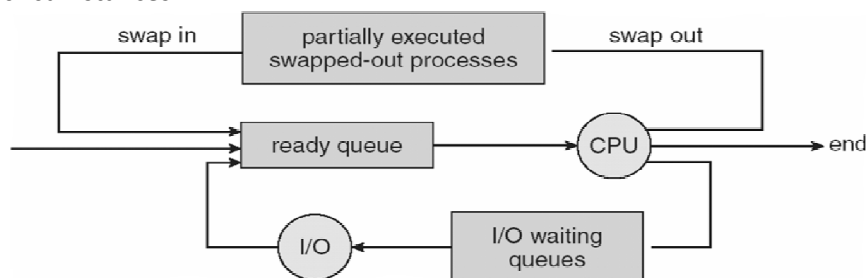 swap in
partially executed
swapped-out processes
swap out
ready queue
CPU
end
I/O
I/O waiting
queues